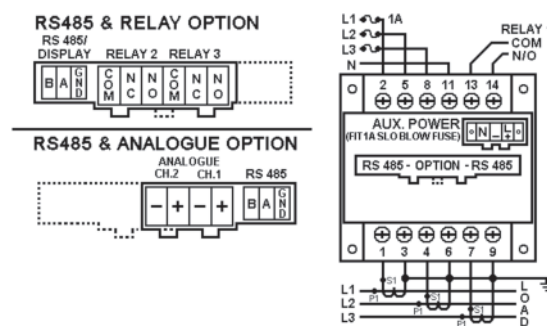 RS485 & RELAY OPTION
RS 485/
DISPLAY RELAY 2 RELAY 3
B A GND COM NC NO COM NC NO
RS485 & ANALOGUE OPTION
ANALOGUE
CH.2 CH.1 RS 485
− + − + B A GND
L1 1A
L2
L3
N
RELAY
COM
N/O
2 5 8 11 13 14
AUX. POWER
(FIT 1A SLO BLOW FUSE)
N − L+
RS 485 - OPTION - RS 485
1 3 4 6 7 9
L1 P1 S1
L2 P1 S1
L3 P1 S1
LOAD